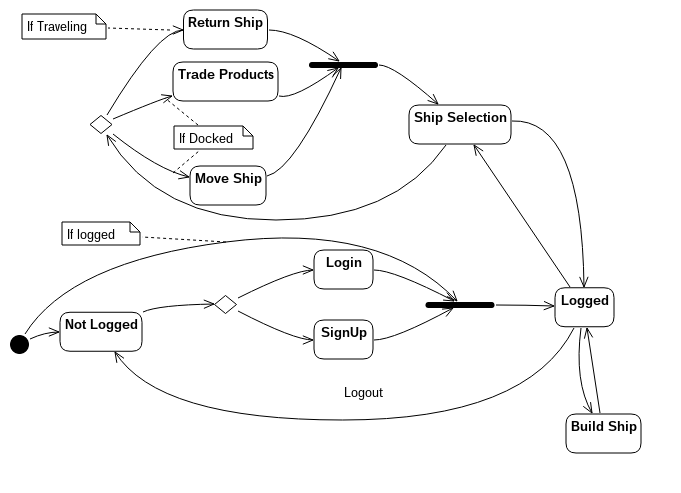 If Traveling
Return Ship
Trade Products
Ship Selection
If Docked
Move Ship
If logged
Login
Logged
Not Logged
SignUp
Logout
Build Ship